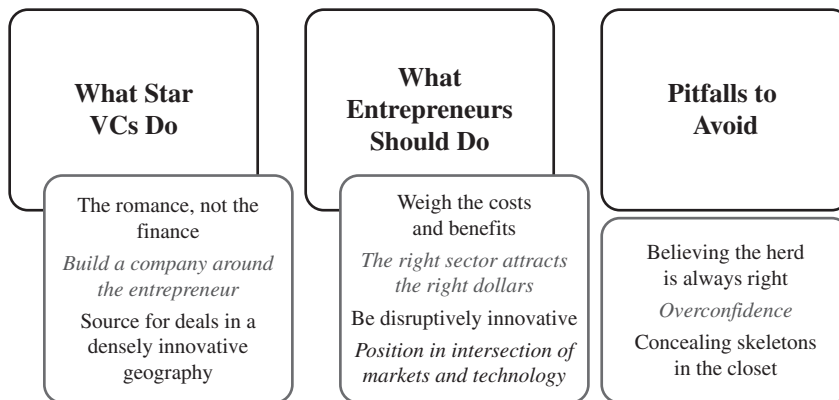 What Star
VCs Do
The romance, not the
finance
Build a company around
the entrepreneur
Source for deals in a
densely innovative
geography
What
Entrepreneurs
Should Do
Weigh the costs
and benefits
The right sector attracts
the right dollars
Be disruptively innovative
Position in intersection of
markets and technology
Pitfalls to
Avoid
Believing the herd
is always right
Overconfidence
Concealing skeletons
in the closet